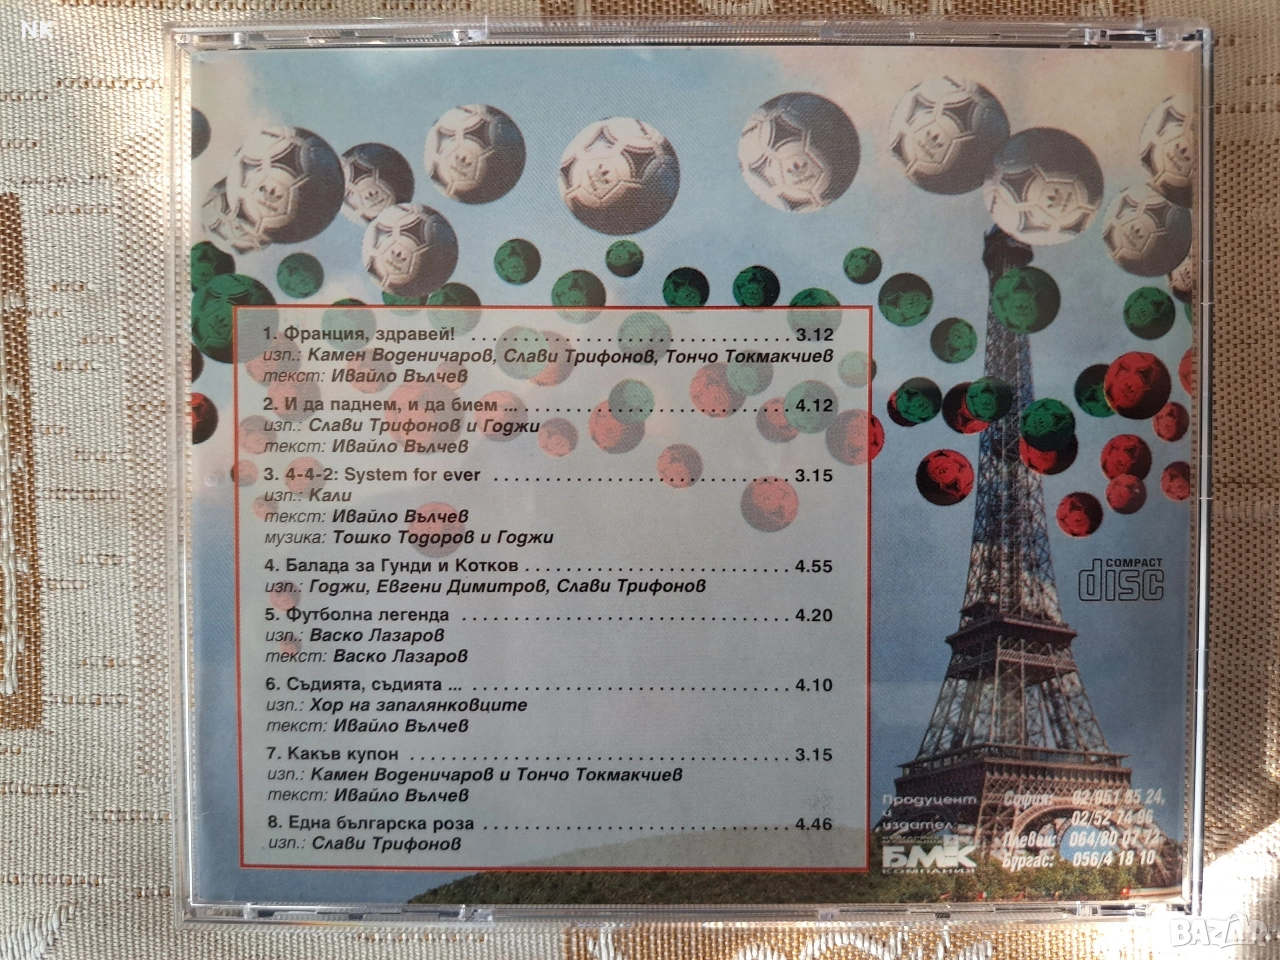 Nk
1. Франция, здравей! ........ 3.12
изп.: Камен Воденичаров, Слави Трифонов, Тончо Токмакчиев
текст: Ивайло Вълчев
2. И да паднем, и да бием ... ........ 4.12
изп.: Слави Трифонов и Годжи
текст: Ивайло Вълчев
3. 4-4-2: System for ever ........ 3.15
изп.: Кали
текст: Ивайло Вълчев
музика: Тошко Тодоров и Годжи
4. Балада за Гунди и Котков ........ 4.55
изп.: Годжи, Евгени Димитров, Слави Трифонов
5. Футболна легенда ........ 4.20
изп.: Васко Лазаров
текст: Васко Лазаров
6. Съдията, съдията ... ........ 4.10
изп.: Хор на запалянковците
текст: Ивайло Вълчев
7. Какъв купон ........ 3.15
изп.: Камен Воденичаров и Тончо Токмакчиев
текст: Ивайло Вълчев
8. Една българска роза ........ 4.46
изп.: Слави Трифонов
COMPACT
disc
Продуцент
и
издател:
БМК
КОМПАНИЯ
София: 02/951 65 24,
02/52 74 96
Плевен: 064/80 07 72
Бургас: 056/4 18 10
BAZAR